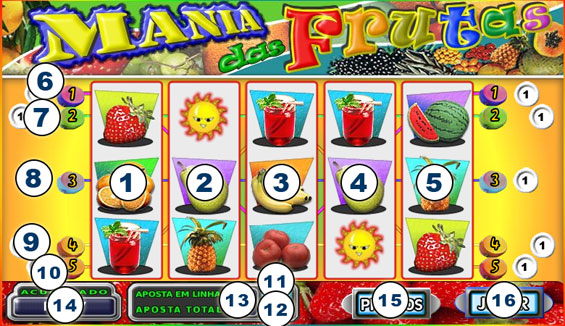 MANIA das Frutas
6
1 1 1
7
1 2 2 1
8 3 1 2 3 4 5 3 1
9 4 4 1
10 5 5 1
11
14 APOSTA EM LINHA 13 15 16
APOSTA TOTAL 12